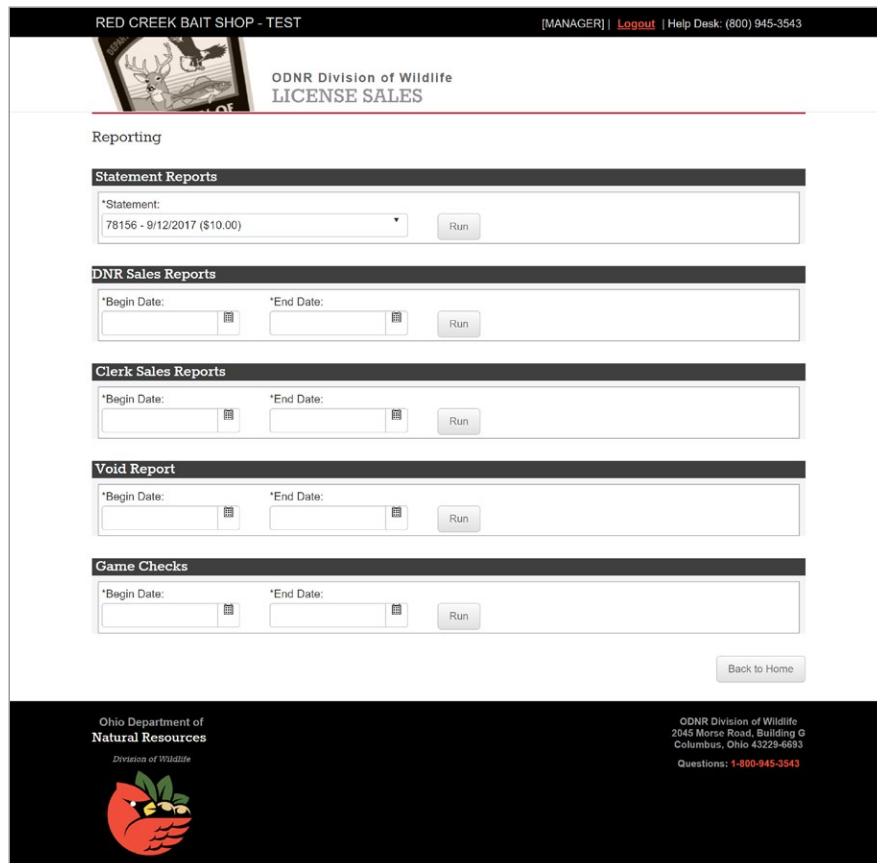 RED CREEK BAIT SHOP - TEST
[MANAGER] | Logout | Help Desk: (800) 945-3543
OF
ODNR Division of Wildlife
LICENSE SALES
Reporting
Statement Reports
*Statement:
78156 - 9/12/2017 ($10.00)
Run
DNR Sales Reports
*Begin Date: *End Date:
Run
Clerk Sales Reports
*Begin Date: *End Date:
Run
Void Report
*Begin Date: *End Date:
Run
Game Checks
*Begin Date: *End Date:
Run
Back to Home
Ohio Department of
Natural Resources
Division of Wildlife
ODNR Division of Wildlife
2045 Morse Road, Building G
Columbus, Ohio 43229-6693
Questions: 1-800-945-3543